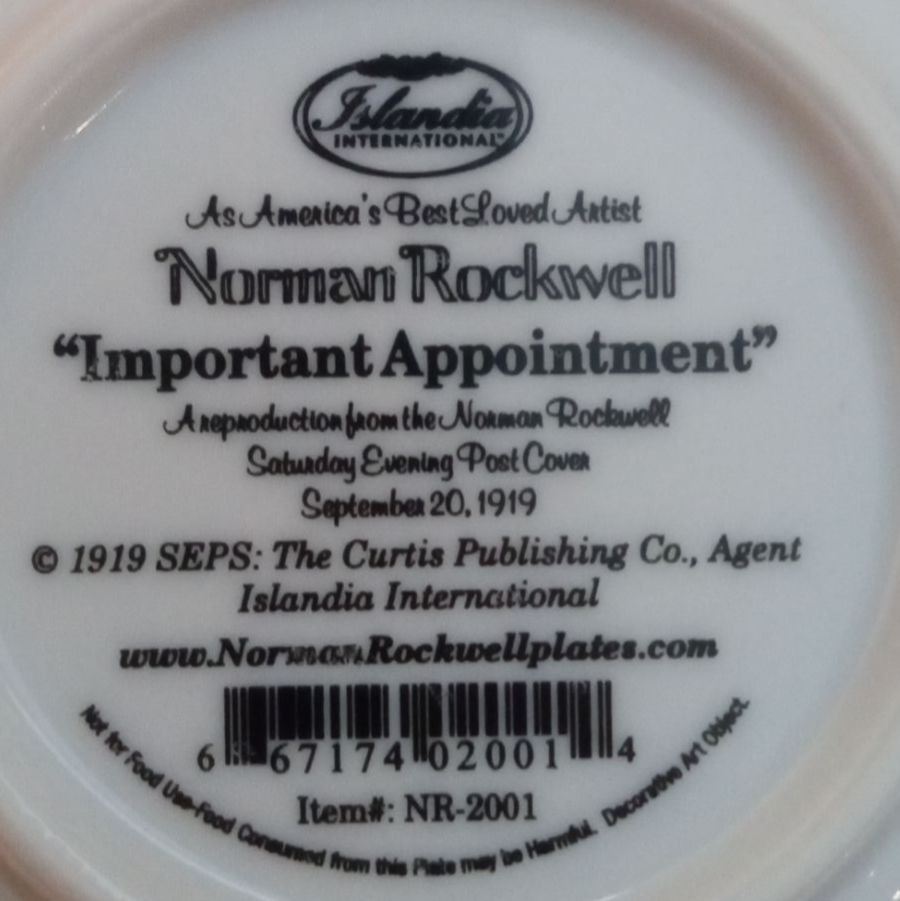 Islandia
INTERNATIONAL™
As America's Best Loved Artist
Norman Rockwell
“Important Appointment”
A reproduction from the Norman Rockwell
Saturday Evening Post Cover
September 20, 1919
© 1919 SEPS: The Curtis Publishing Co., Agent
Islandia International
www.NormanRockwellplates.com
6 67174 02001 4
Item#: NR-2001
Not for Food Use-Food Consumed from this Plate may be Harmful. Decorative Art Object.